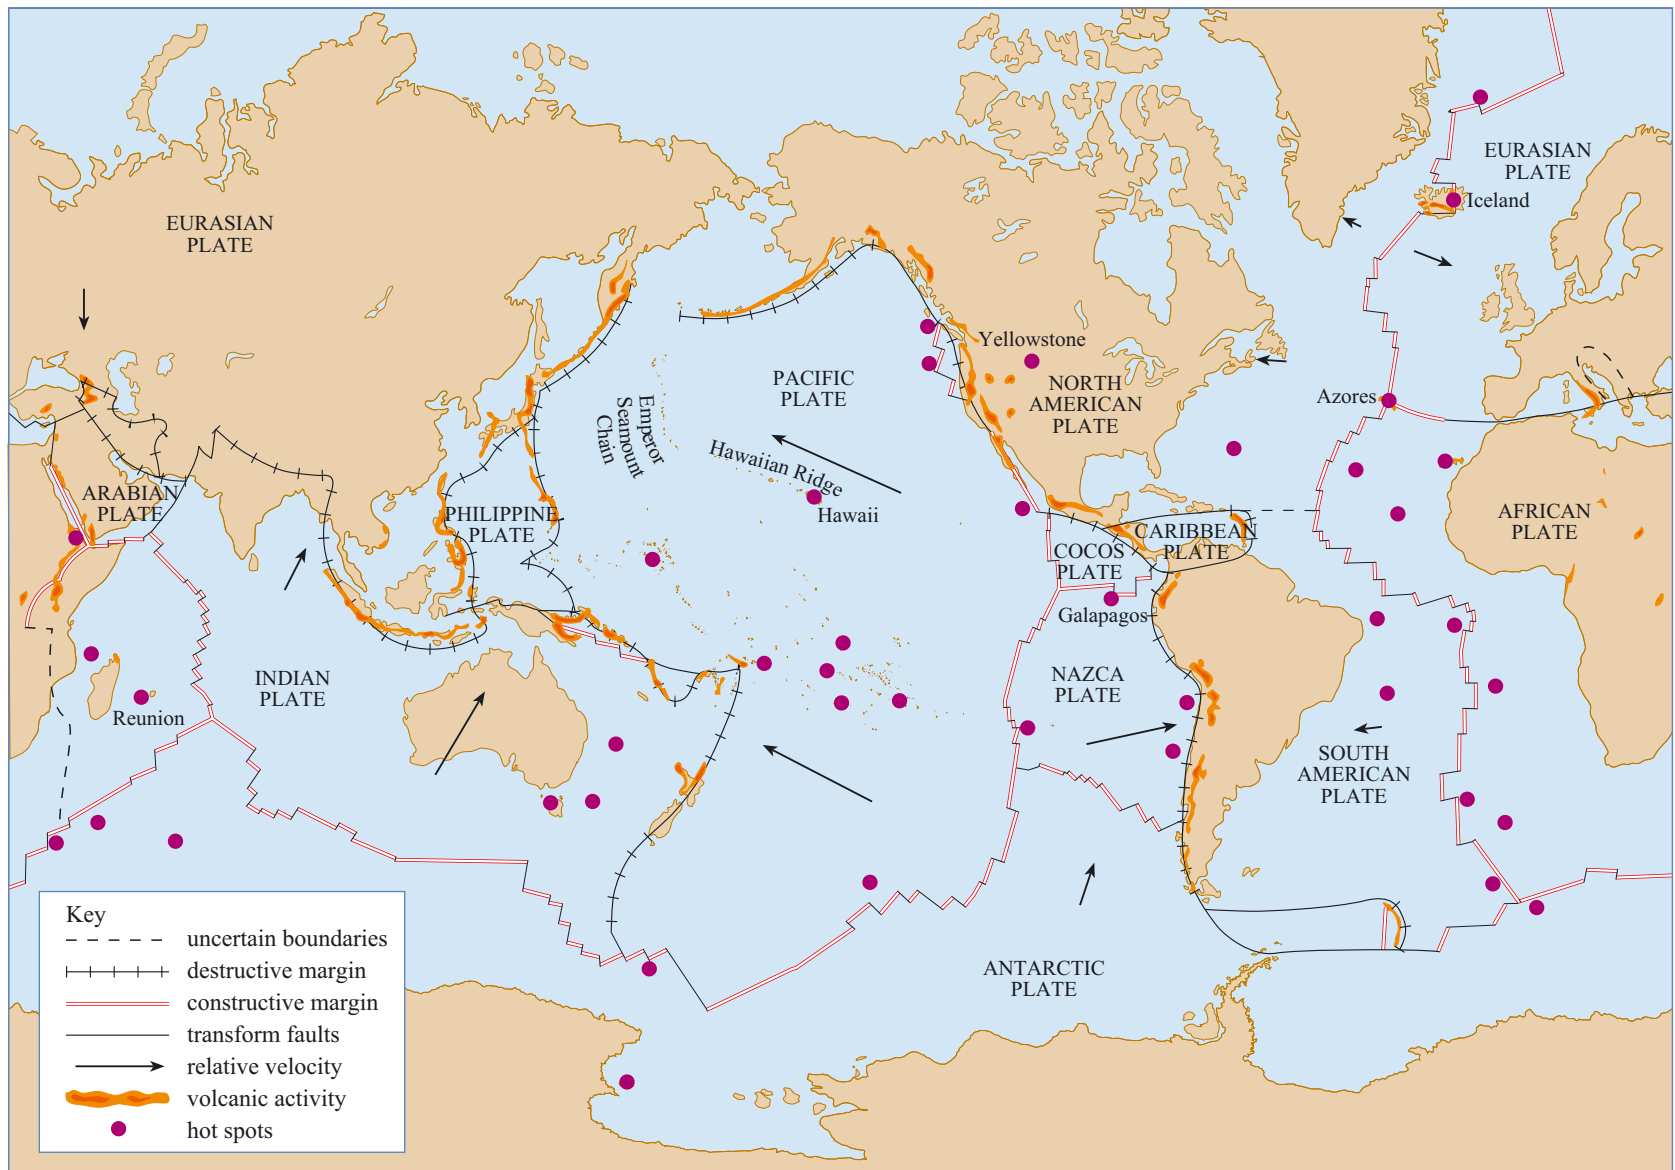 EURASIAN
PLATE
Iceland
EURASIAN
PLATE
Yellowstone
PACIFIC
PLATE
NORTH
AMERICAN
PLATE
Azores
Emperor
Seamount
Chain
Hawaiian Ridge
Hawaii
ARABIAN
PLATE
PHILIPPINE
PLATE
COCOS
PLATE
CARIBBEAN
PLATE
AFRICAN
PLATE
Galapagos
INDIAN
PLATE
Reunion
NAZCA
PLATE
SOUTH
AMERICAN
PLATE
ANTARCTIC
PLATE
Key
uncertain boundaries
destructive margin
constructive margin
transform faults
relative velocity
volcanic activity
hot spots